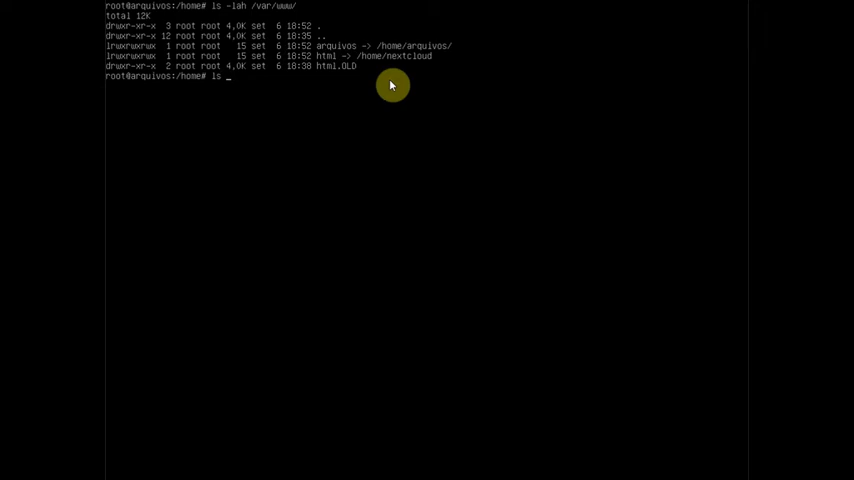 root@arquivos:/home# ls -lah /var/www/
total 12K
drwxr-xr-x  3 root root 4,0K set  6 18:52 .
drwxr-xr-x 12 root root 4,0K set  6 18:35 ..
lrwxrwxrwx  1 root root   15 set  6 18:52 arquivos -> /home/arquivos/
lrwxrwxrwx  1 root root   15 set  6 18:52 html -> /home/nextcloud
drwxr-xr-x  2 root root 4,0K set  6 18:38 html.OLD
root@arquivos:/home# ls _